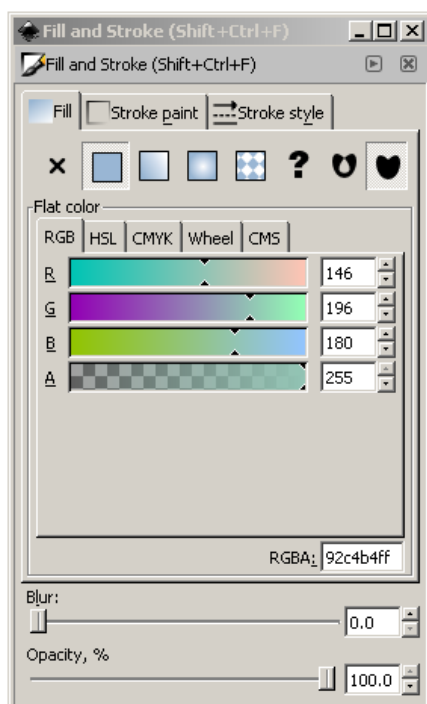 Fill and Stroke (Shift+Ctrl+F)
Fill and Stroke (Shift+Ctrl+F)
Fill Stroke paint Stroke style
Flat color
RGB HSL CMYK Wheel CMS
R 146
G 196
B 180
A 255
RGBA: 92c4b4ff
Blur:
0.0
Opacity, %
100.0